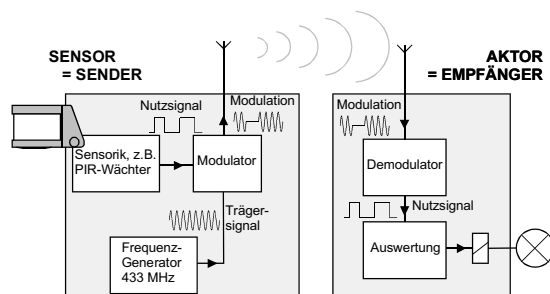 SENSOR
= SENDER
Nutzsignal
Modulation
Sensorik, z.B.
PIR-Wächter
Modulator
Träger-
signal
Frequenz-
Generator
433 MHz
AKTOR
= EMPFÄNGER
Modulation
Demodulator
Nutzsignal
Auswertung